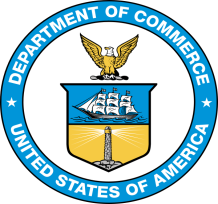 DEPARTMENT OF COMMERCE
UNITED STATES OF AMERICA